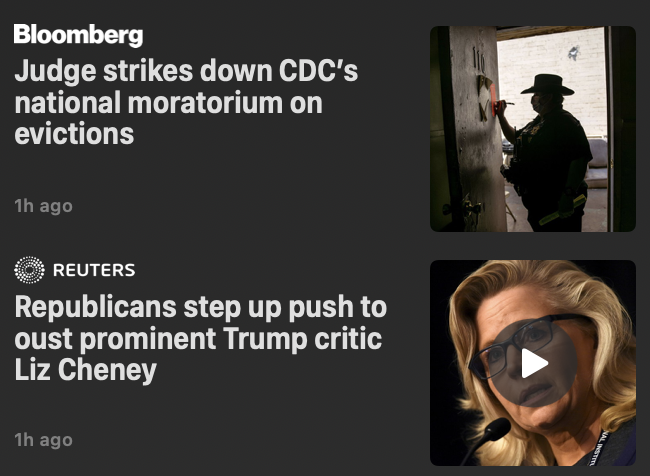 Bloomberg
Judge strikes down CDC’s
national moratorium on
evictions
1h ago
REUTERS
Republicans step up push to
oust prominent Trump critic
Liz Cheney
1h ago